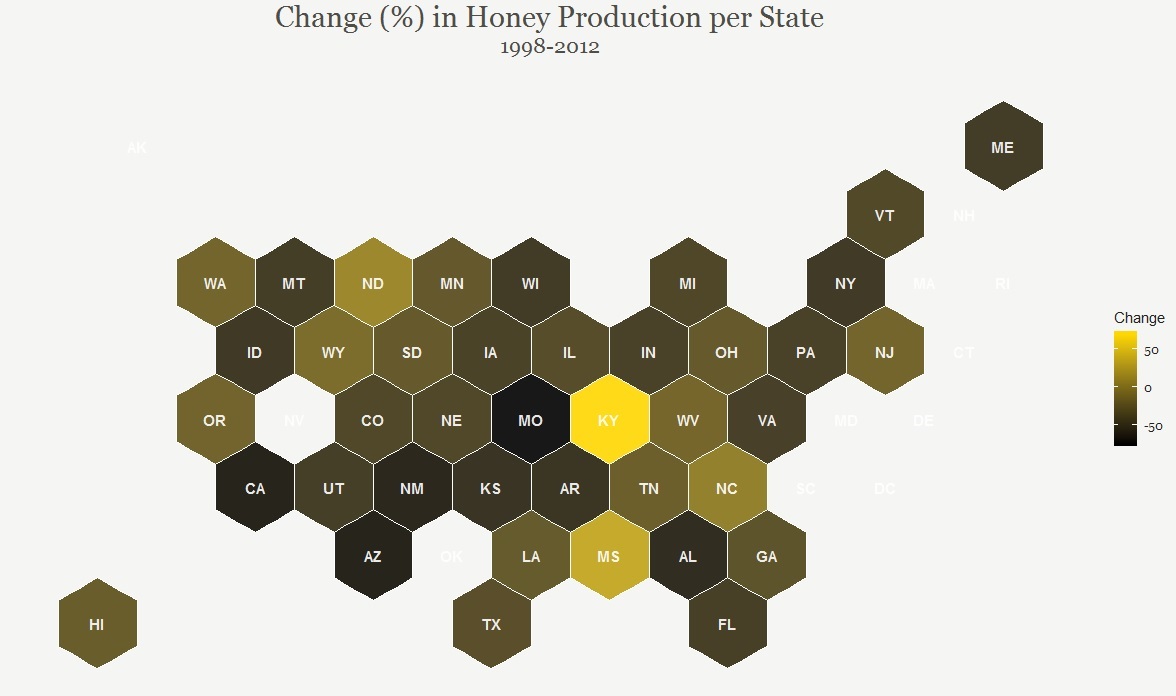 Change (%) in Honey Production per State
1998-2012
AK
ME
VT NH
WA MT ND MN WI MI NY MA RI
Change
50
0
-50
ID WY SD IA IL IN OH PA NJ CT
OR NV CO NE MO KY WV VA MD DE
CA UT NM KS AR TN NC SC DC
AZ OK LA MS AL GA
HI TX FL